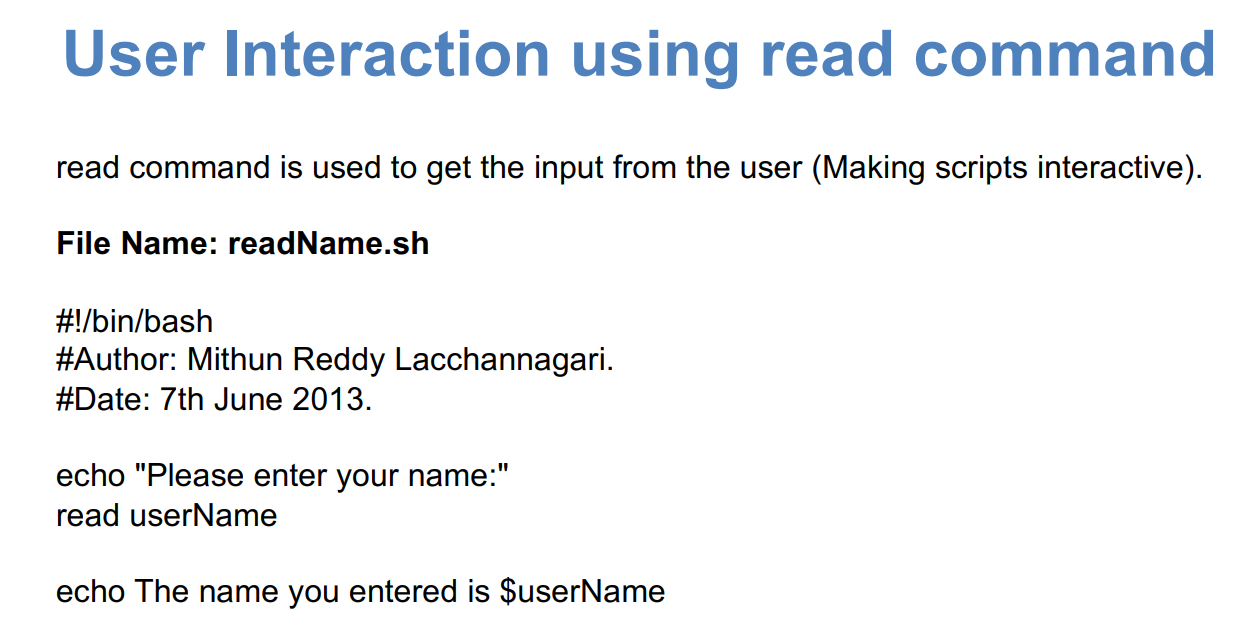 User Interaction using read command
read command is used to get the input from the user (Making scripts interactive).
File Name: readName.sh
#!/bin/bash
#Author: Mithun Reddy Lacchannagari.
#Date: 7th June 2013.
echo "Please enter your name:"
read userName
echo The name you entered is $userName